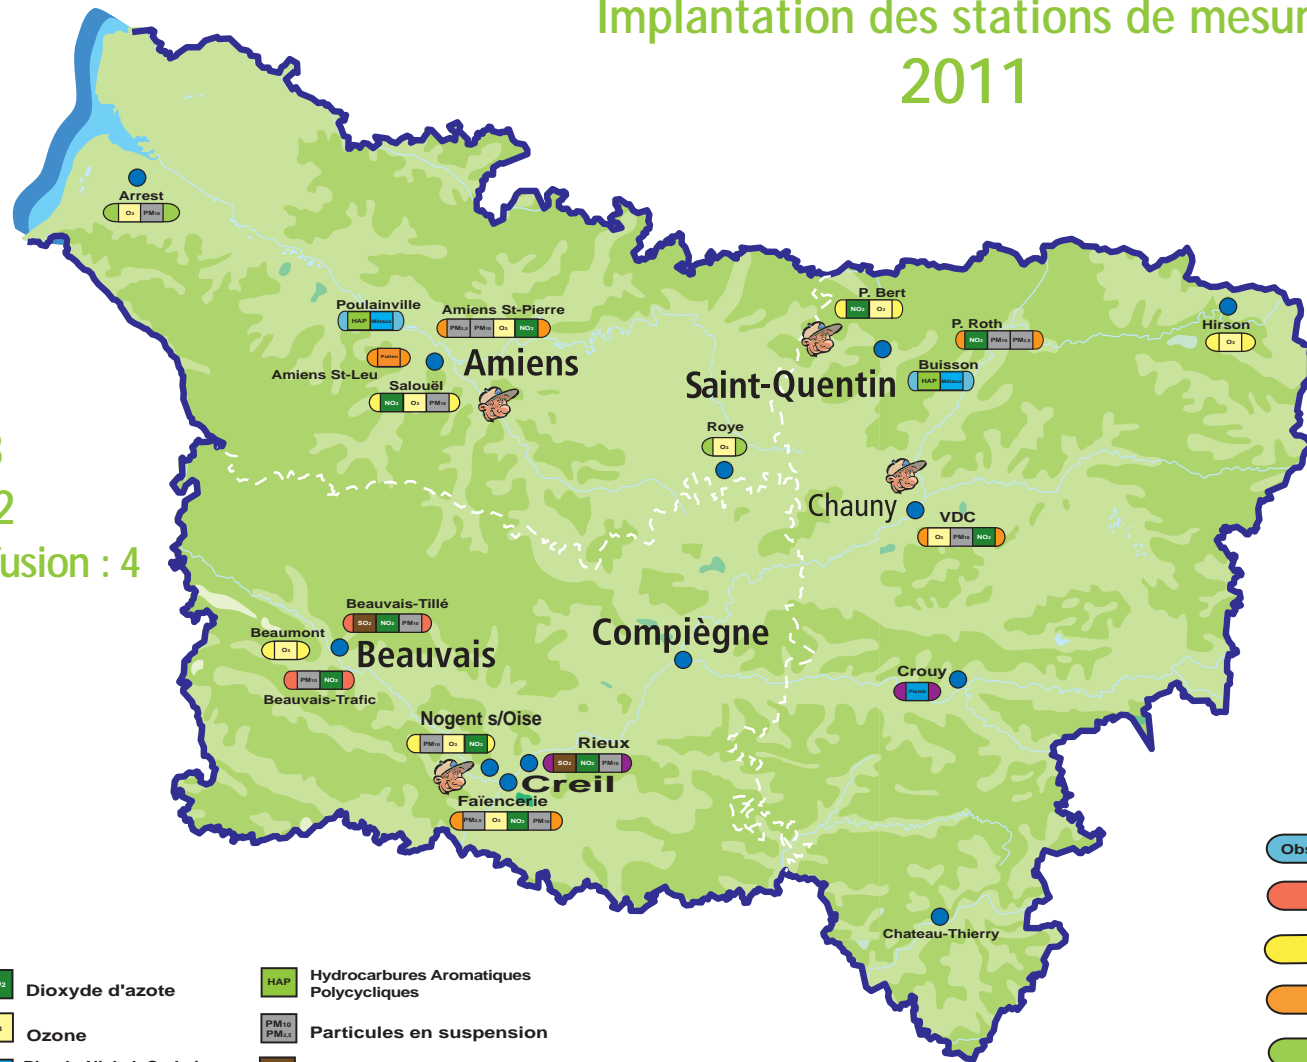 Implantation des stations de mesur
2011
Arrest
O3 PM10
Poulainville
HAP Métaux
Amiens St-Pierre
PM2,5 PM10 O3 NO2
Pollen
Amiens
Amiens St-Leu
Salouël
NO2 O3 PM10
P. Bert
NO2 O3
P. Roth
NO2 PM10 PM2,5
Hirson
O3
Saint-Quentin
Buisson
HAP Métaux
Roye
O3
Chauny
VDC
O3 PM10 NO2
3
2
usion : 4
Beauvais-Tillé
SO2 NO2 PM10
Beaumont
O3
Beauvais
PM10 NO2
Beauvais-Trafic
Compiègne
Crouy
Plomb
Nogent s/Oise
PM10 O3 NO2
Rieux
SO2 NO2 PM10
Creil
Faïencerie
PM2,5 O3 NO2 PM10
Chateau-Thierry
Obs
Dioxyde d'azote
HAP
Hydrocarbures Aromatiques
Polycycliques
Ozone
PM10
PM2,5
Particules en suspension